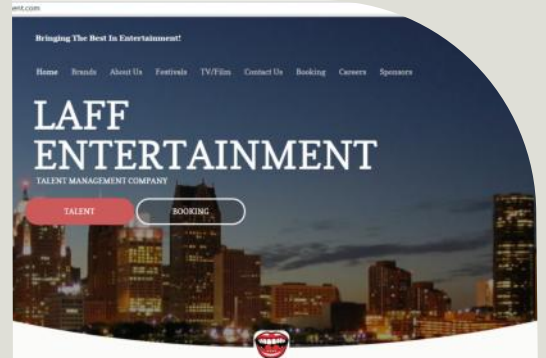 ent.com
Bringing The Best In Entertainment!
Home Brands About Us Festivals TV/Film Contact Us Booking Careers Sponsors
LAFF
ENTERTAINMENT
TALENT MANAGEMENT COMPANY
TALENT BOOKING